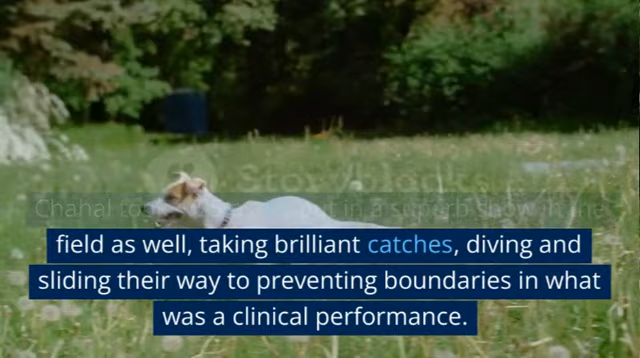 field as well, taking brilliant catches, diving and
sliding their way to preventing boundaries in what
was a clinical performance.